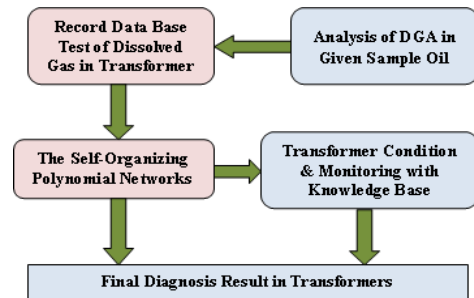 Record Data Base
Test of Dissolved
Gas in Transformer
Analysis of DGA in
Given Sample Oil
The Self-Organizing
Polynomial Networks
Transformer Condition
& Monitoring with
Knowledge Base
Final Diagnosis Result in Transformers